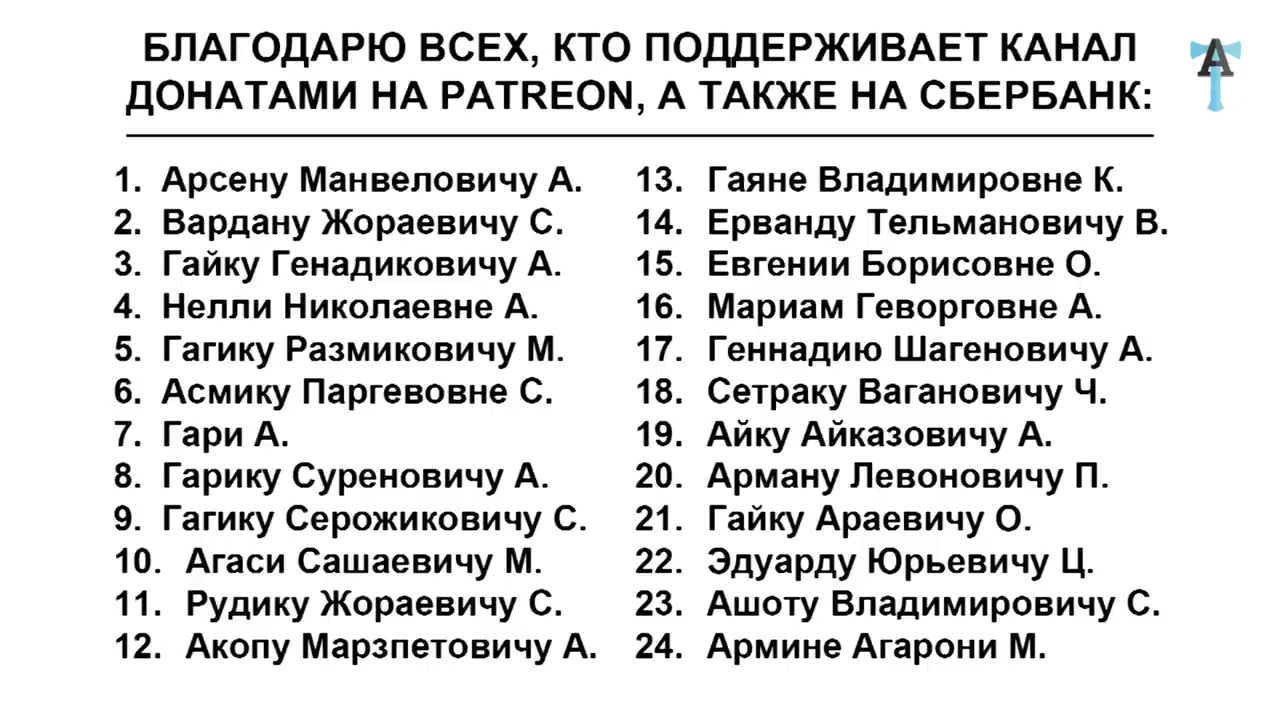 БЛАГОДАРЮ ВСЕХ, КТО ПОДДЕРЖИВАЕТ КАНАЛ
ДОНАТАМИ НА PATREON, А ТАКЖЕ НА СБЕРБАНК:
1. Арсену Манвеловичу А.
2. Вардану Жораевичу С.
3. Гайку Генадиковичу А.
4. Нелли Николаевне А.
5. Гагику Размиковичу М.
6. Асмику Паргевовне С.
7. Гари А.
8. Гарику Суреновичу А.
9. Гагику Серожиковичу С.
10. Агаси Сашаевичу М.
11. Рудику Жораевичу С.
12. Акопу Марзпетовичу А.
13. Гаяне Владимировне К.
14. Ерванду Тельмановичу В.
15. Евгении Борисовне О.
16. Мариам Геворговне А.
17. Геннадию Шагеновичу А.
18. Сетраку Вагановичу Ч.
19. Айку Айказовичу А.
20. Арману Левоновичу П.
21. Гайку Араевичу О.
22. Эдуарду Юрьевичу Ц.
23. Ашоту Владимировичу С.
24. Армине Агарони М.